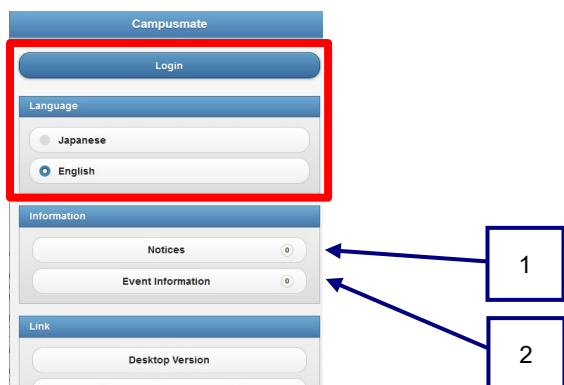 Campusmate
Login
Language
Japanese
English
Information
Notices 0
Event Information 0
Link
Desktop Version
1
2